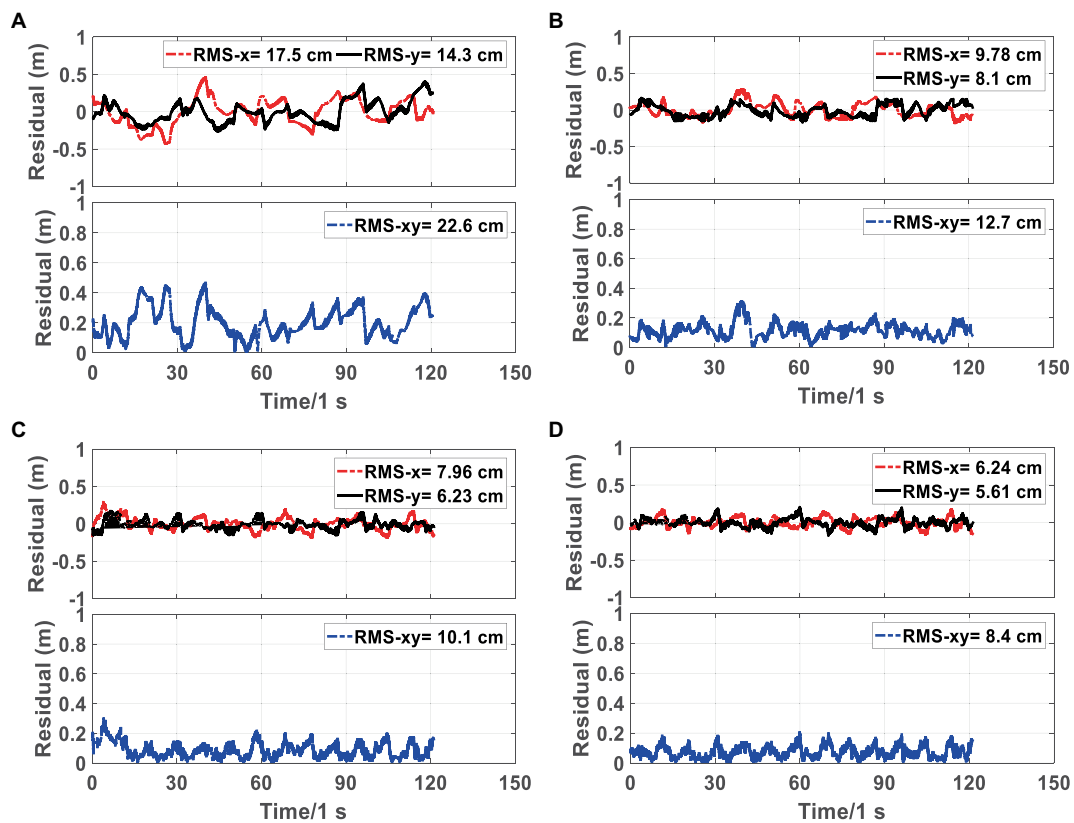 A
Residual (m)
1
0.5
0
-0.5
-1
RMS-x= 17.5 cm RMS-y= 14.3 cm
Residual (m)
0.8
0.6
0.4
0.2
0
RMS-xy= 22.6 cm
0 30 60 90 120 150
Time/1 s
B
Residual (m)
1
0.5
0
-0.5
-1
RMS-x= 9.78 cm
RMS-y= 8.1 cm
Residual (m)
1
0.8
0.6
0.4
0.2
0
RMS-xy= 12.7 cm
0 30 60 90 120 150
Time/1 s
C
Residual (m)
1
0.5
0
-0.5
-1
RMS-x= 7.96 cm
RMS-y= 6.23 cm
Residual (m)
1
0.8
0.6
0.4
0.2
0
RMS-xy= 10.1 cm
0 30 60 90 120 150
Time/1 s
D
Residual (m)
1
0.5
0
-0.5
-1
RMS-x= 6.24 cm
RMS-y= 5.61 cm
Residual (m)
1
0.8
0.6
0.4
0.2
0
RMS-xy= 8.4 cm
0 30 60 90 120 150
Time/1 s